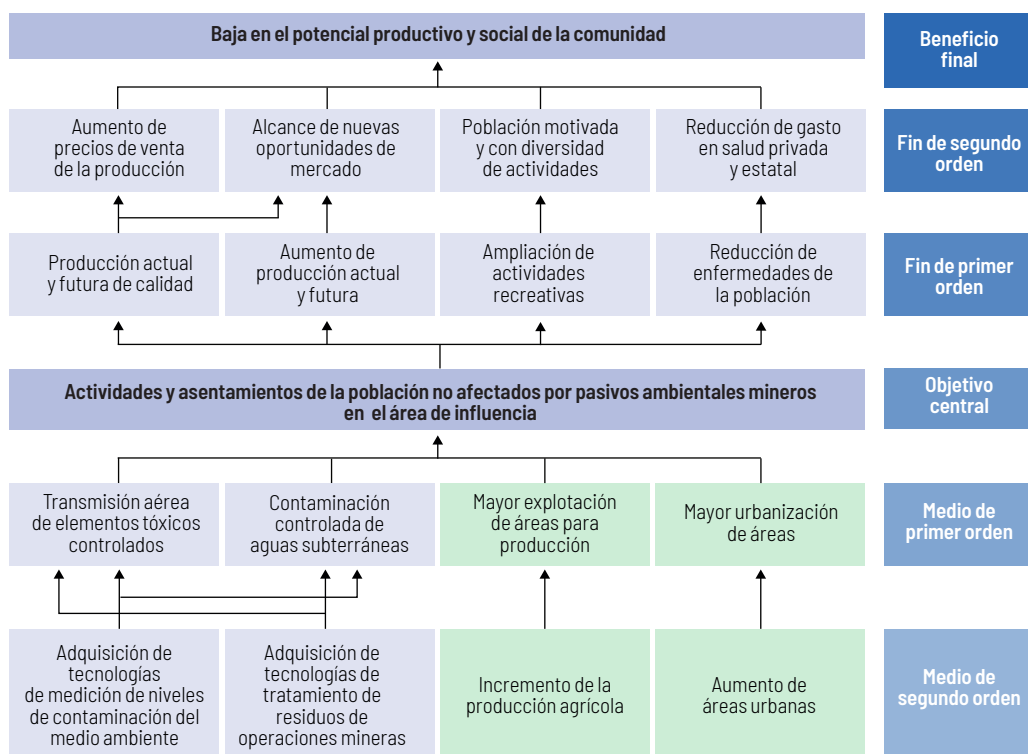 Baja en el potencial productivo y social de la comunidad
Beneficio
final
Aumento de
precios de venta
de la producción
Alcance de nuevas
oportunidades de
mercado
Población motivada
y con diversidad
de actividades
Reducción de gasto
en salud privada
y estatal
Fin de segundo
orden
Producción actual
y futura de calidad
Aumento de
producción actual
y futura
Ampliación de
actividades
recreativas
Reducción de
enfermedades de
la población
Fin de primer
orden
Actividades y asentamientos de la población no afectados por pasivos ambientales mineros
en el área de influencia
Objetivo
central
Transmisión aérea
de elementos tóxicos
controlados
Contaminación
controlada de
aguas subterráneas
Mayor explotación
de áreas para
producción
Mayor urbanización
de áreas
Medio de
primer orden
Adquisición de
tecnologías
de medición de niveles
de contaminación del
medio ambiente
Adquisición de
tecnologías de
tratamiento de
residuos de
operaciones mineras
Incremento de la
producción agrícola
Aumento de
áreas urbanas
Medio de
segundo orden